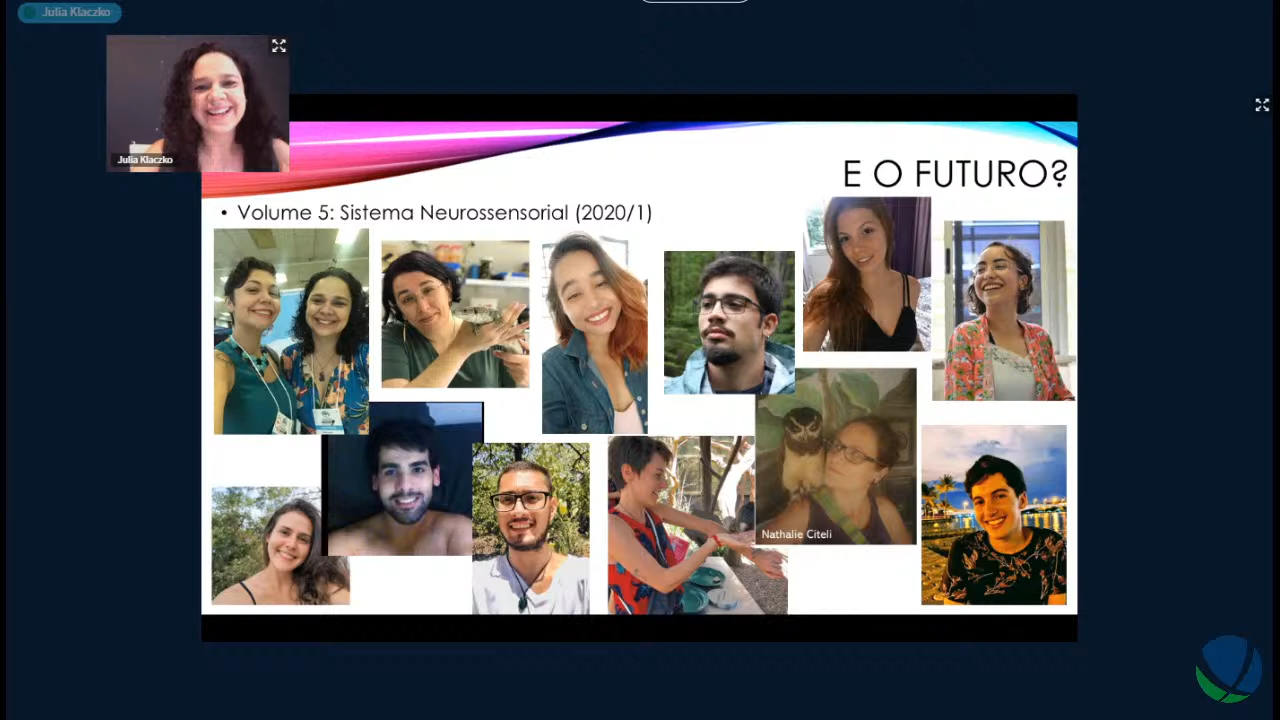 Julia Klaczko
Julia Klaczko
E O FUTURO?
• Volume 5: Sistema Neurossensorial (2020/1)
Nathalie Citeli